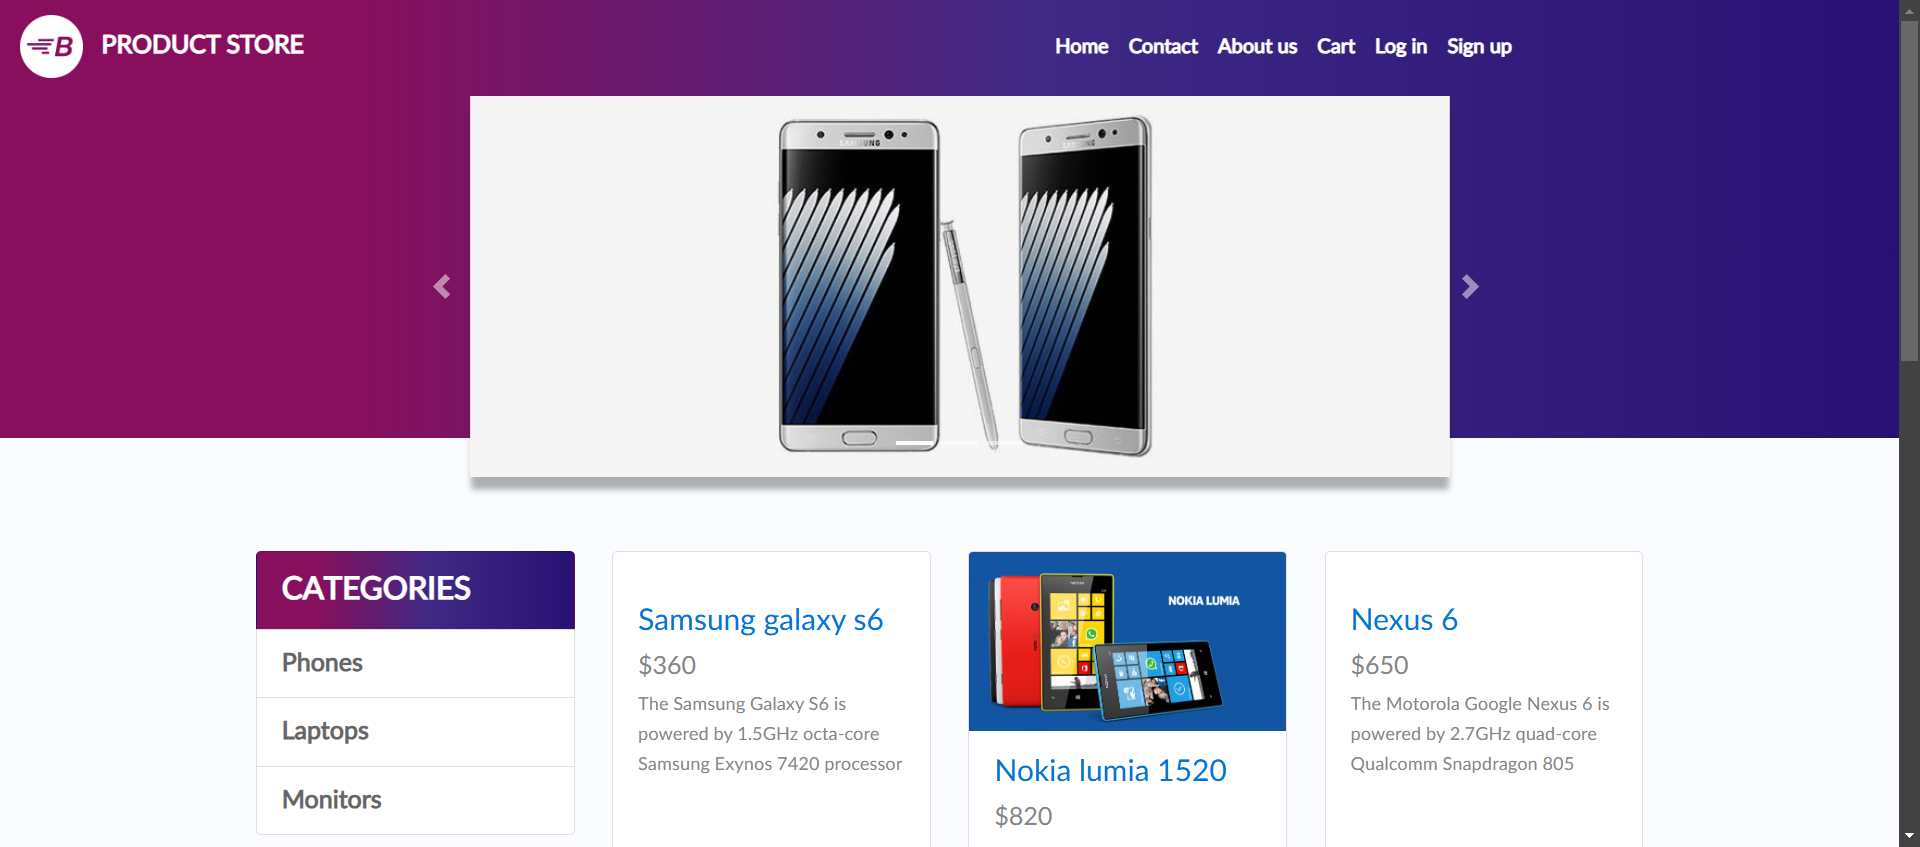 B PRODUCT STORE
Home Contact About us Cart Log in Sign up
SAMSUNG
CATEGORIES
Phones
Laptops
Monitors
Samsung galaxy s6
$360
The Samsung Galaxy S6 is
powered by 1.5GHz octa-core
Samsung Exynos 7420 processor
NOKIA LUMIA
Nokia lumia 1520
$820
Nexus 6
$650
The Motorola Google Nexus 6 is
powered by 2.7GHz quad-core
Qualcomm Snapdragon 805